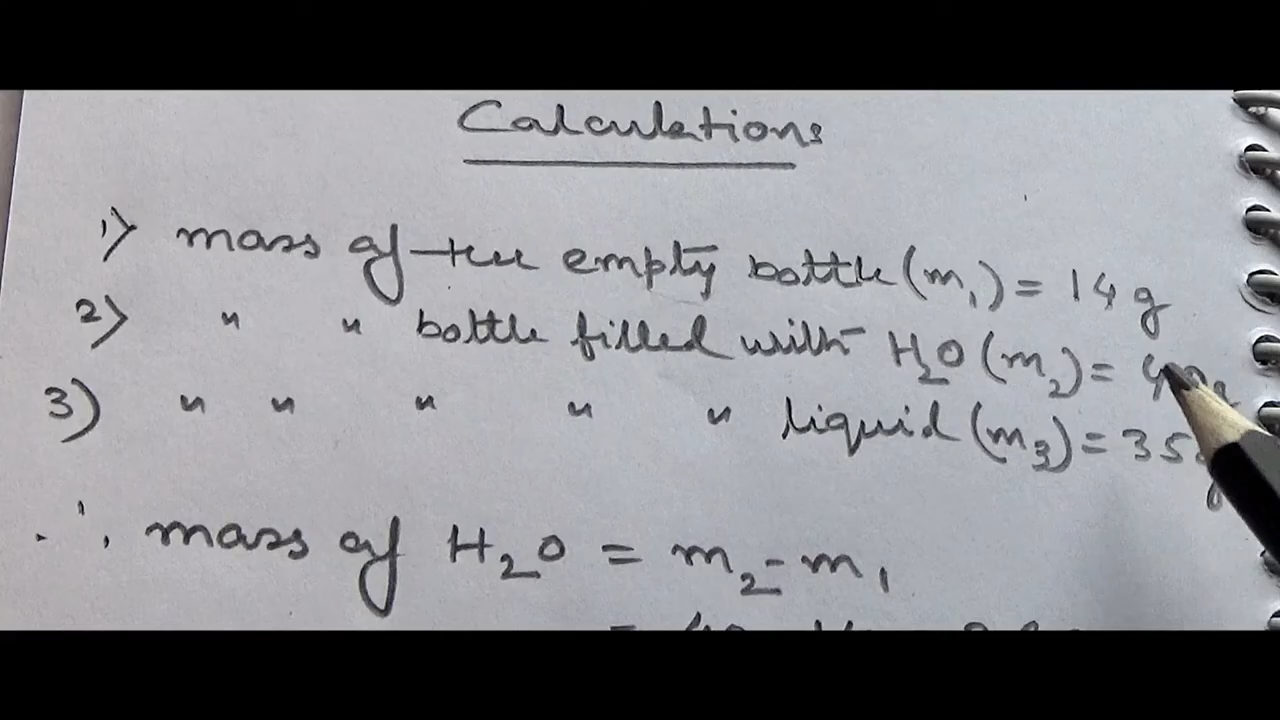 Calculations
1) mass of the empty bottle (m₁) = 14 g
2) " " bottle filled with H₂O (m₂) =
3) " " " " " liquid (m₃) = 35
∴ mass of H₂O = m₂ - m₁
=